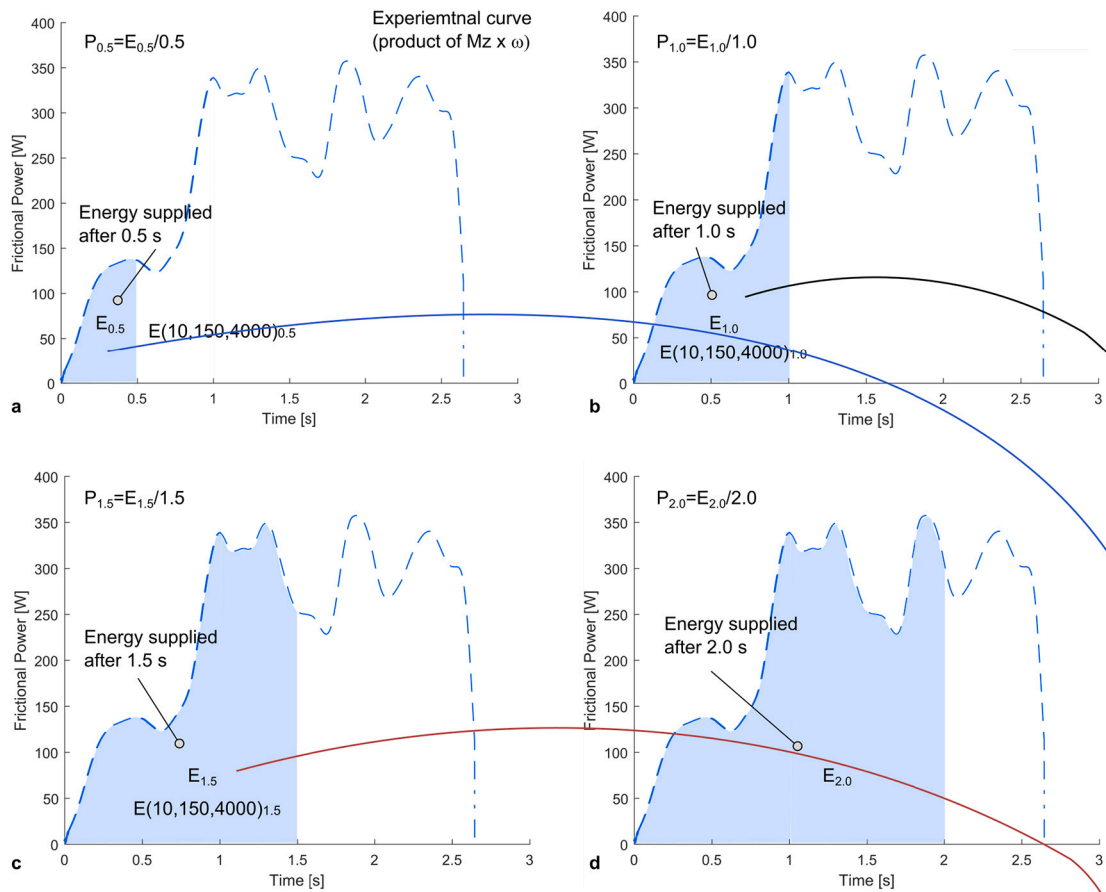 P0.5=E0.5/0.5
Experiemtnal curve
(product of Mz x ω)
Frictional Power [W]
400
350
300
250
200
150
100
50
0
Energy supplied
after 0.5 s
E0.5
E(10,150,4000)0.5
0 0.5 1 1.5 2 2.5 3
Time [s]
a
P1.0=E1.0/1.0
Frictional Power [W]
400
350
300
250
200
150
100
50
0
Energy supplied
after 1.0 s
E1.0
E(10,150,4000)1.0
0 0.5 1 1.5 2 2.5 3
Time [s]
b
P1.5=E1.5/1.5
Frictional Power [W]
400
350
300
250
200
150
100
50
0
Energy supplied
after 1.5 s
E1.5
E(10,150,4000)1.5
0 0.5 1 1.5 2 2.5 3
Time [s]
c
P2.0=E2.0/2.0
Frictional Power [W]
400
350
300
250
200
150
100
50
0
Energy supplied
after 2.0 s
E2.0
0 0.5 1 1.5 2 2.5 3
Time [s]
d